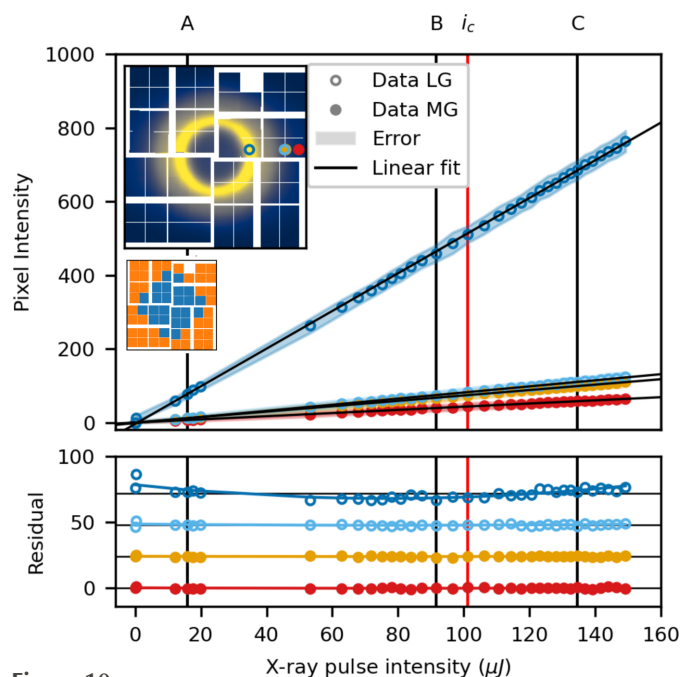 A B i_c C
1000
800
600
400
200
0
Pixel Intensity
Data LG
Data MG
Error
Linear fit
100
50
0
Residual
0 20 40 60 80 100 120 140 160
X-ray pulse intensity (μJ)